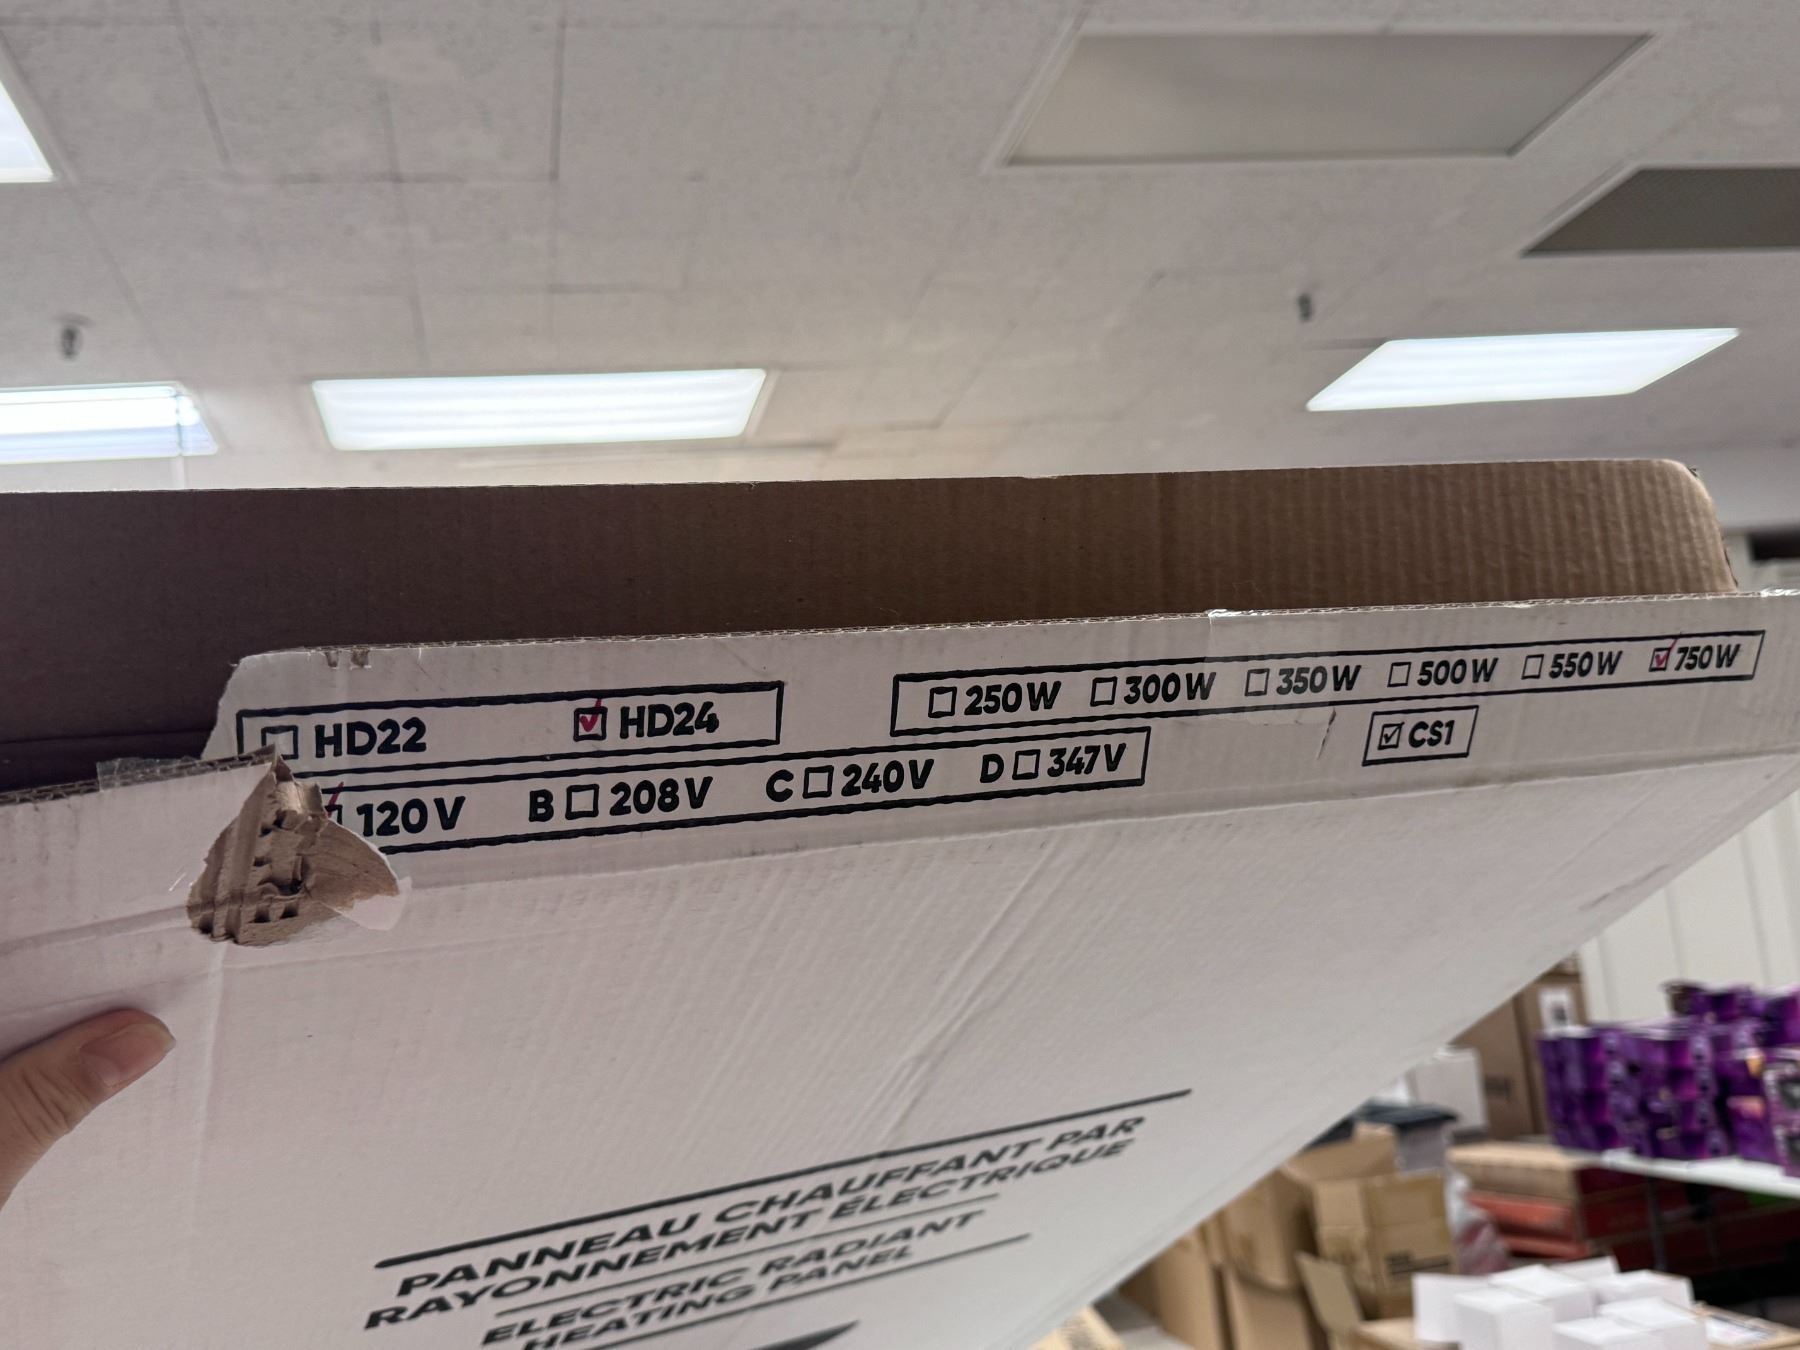 ☐ HD22 ☑ HD24
☐ 250W ☐ 300W ☐ 350W ☐ 500W ☐ 550W ☑ 750W
☑ 120V B ☐ 208V C ☐ 240V D ☐ 347V
☑ CS1
PANNEAU CHAUFFANT PAR
RAYONNEMENT ÉLECTRIQUE
ELECTRIC RADIANT
HEATING PANEL